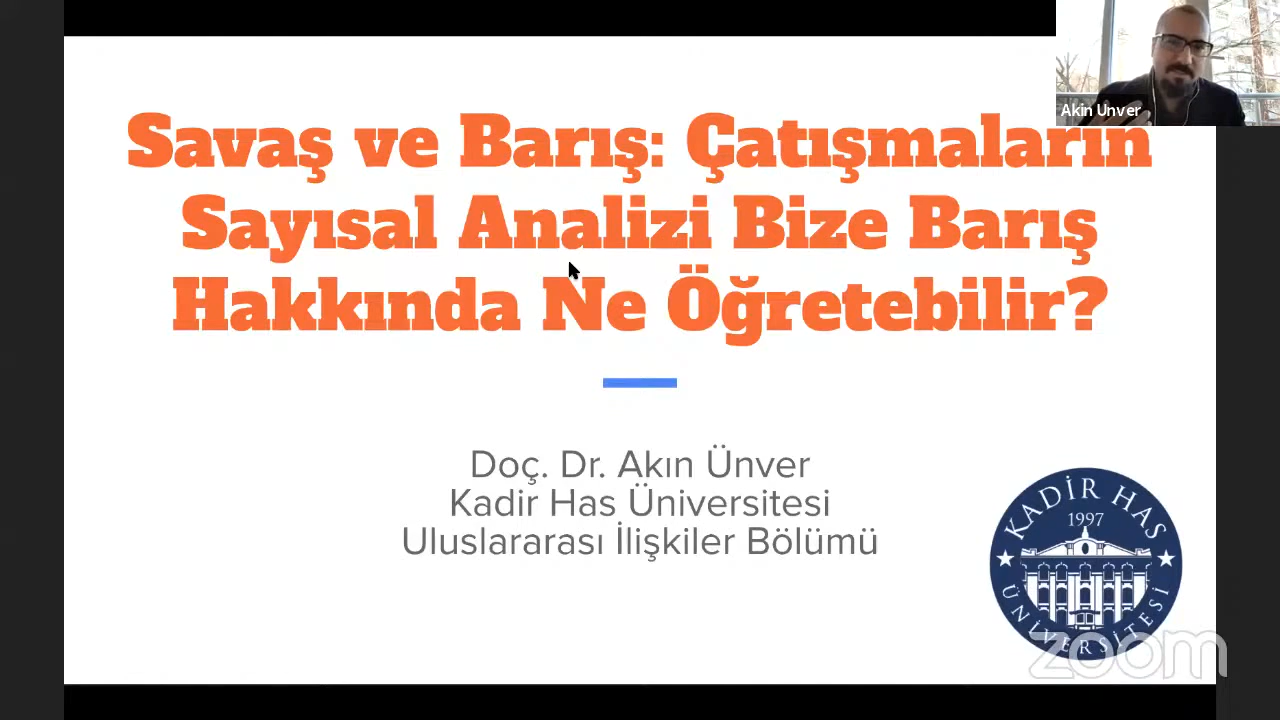 Akin Unver
Savaş ve Barış: Çatışmaların
Sayısal Analizi Bize Barış
Hakkında Ne Öğretebilir?
Doç. Dr. Akın Ünver
Kadir Has Üniversitesi
Uluslararası İlişkiler Bölümü
KADİR HAS
1997
ÜNİVERSİTESİ
zoom